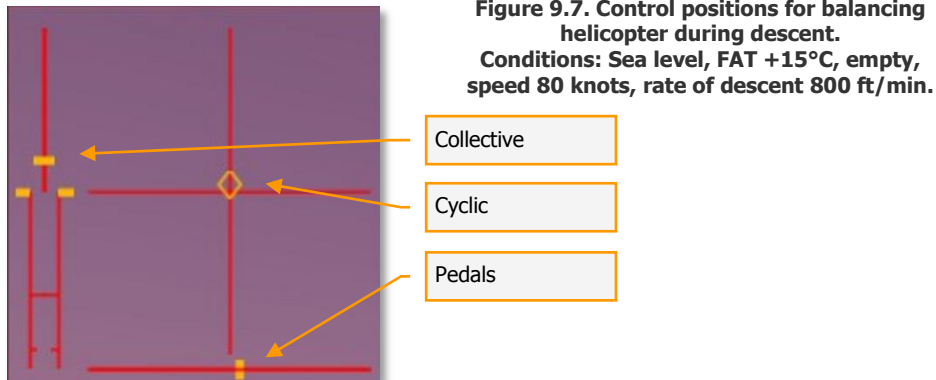 Figure 9.7. Control positions for balancing
helicopter during descent.
Conditions: Sea level, FAT +15°C, empty,
speed 80 knots, rate of descent 800 ft/min.
Collective
Cyclic
Pedals